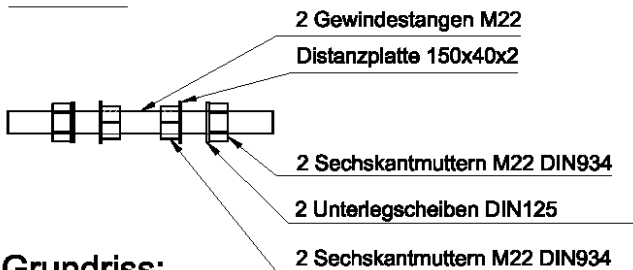 2 Gewindestangen M22
Distanzplatte 150x40x2
2 Sechskantmuttern M22 DIN934
2 Unterlegscheiben DIN125
2 Sechskantmuttern M22 DIN934
Grundriss: